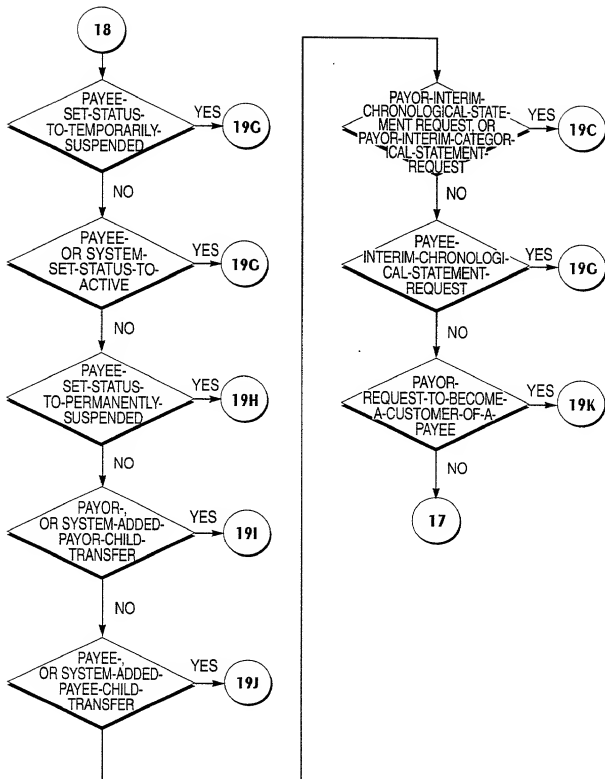 18
PAYEE-
SET-STATUS-
TO-TEMPORARILY-
SUSPENDED
YES
19G
NO
PAYEE-
OR SYSTEM-
SET-STATUS-TO-
ACTIVE
YES
19G
NO
PAYEE-
SET-STATUS-
TO-PERMANENTLY-
SUSPENDED
YES
19H
NO
PAYOR-,
OR SYSTEM-ADDED-
PAYOR-CHILD-
TRANSFER
YES
19I
NO
PAYEE-,
OR SYSTEM-ADDED-
PAYEE-CHILD-
TRANSFER
YES
19J
PAYOR-INTERIM-
CHRONOLOGICAL-STATE-
MENT REQUEST, OR
PAYOR-INTERIM-CATEGOR-
ICAL-STATEMENT-
REQUEST
YES
19C
NO
PAYEE-
INTERIM-CHRONOLOGI-
CAL-STATEMENT-
REQUEST
YES
19G
NO
PAYOR-
REQUEST-TO-BECOME-
A-CUSTOMER-OF-A-
PAYEE
YES
19K
NO
17